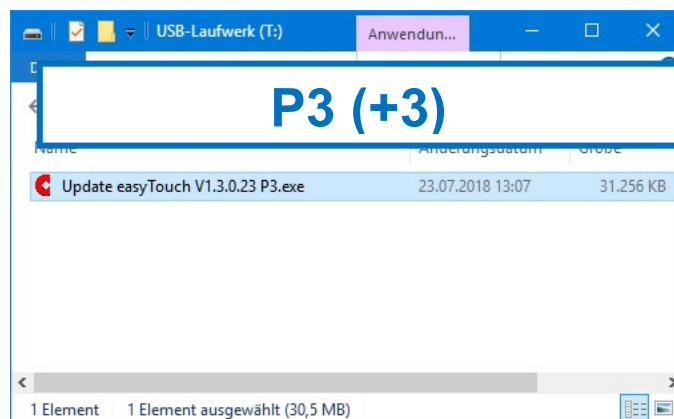 USB-Laufwerk (T:)
Anwendun...
P3 (+3)
Name Änderungsdatum Größe
Update easyTouch V1.3.0.23 P3.exe 23.07.2018 13:07 31.256 KB
1 Element 1 Element ausgewählt (30,5 MB)